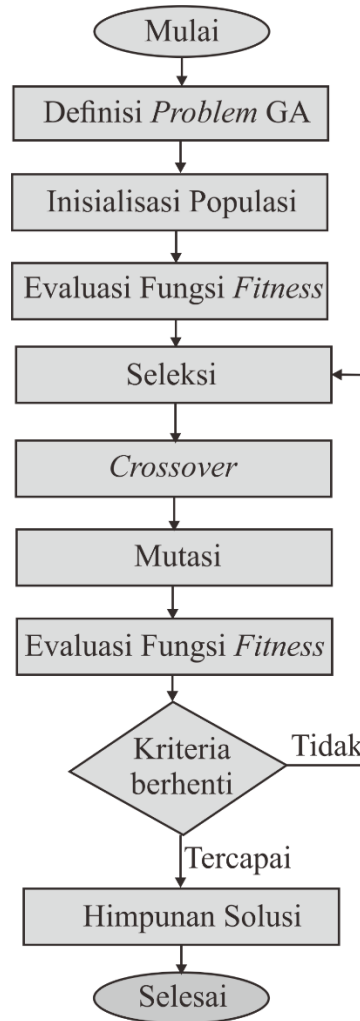 Mulai
Definisi Problem GA
Inisialisasi Populasi
Evaluasi Fungsi Fitness
Seleksi
Crossover
Mutasi
Evaluasi Fungsi Fitness
Kriteria
berhenti
Tidak
Tercapai
Himpunan Solusi
Selesai